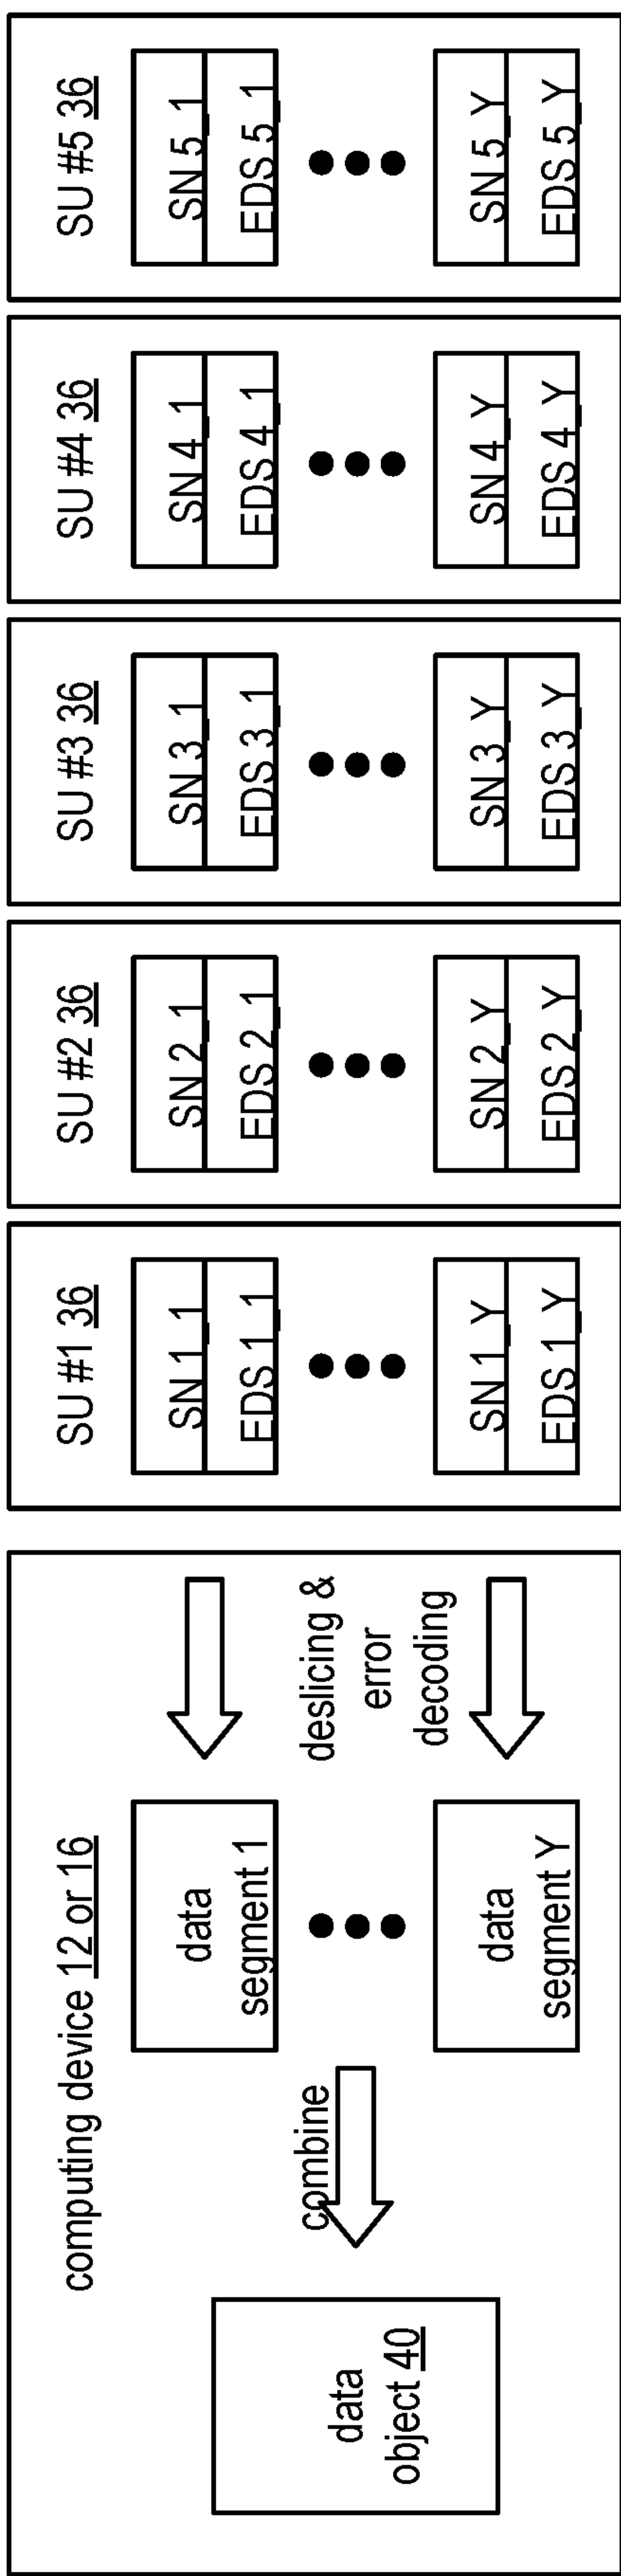 computing device 12 or 16
data
object 40
combine
data
segment 1
data
segment Y
deslicing &
error
decoding
SU #1 36
SN 1_1
EDS 1_1
SN 1_Y
EDS 1_Y
SU #2 36
SN 2_1
EDS 2_1
SN 2_Y
EDS 2_Y
SU #3 36
SN 3_1
EDS 3_1
SN 3_Y
EDS 3_Y
SU #4 36
SN 4_1
EDS 4_1
SN 4_Y
EDS 4_Y
SU #5 36
SN 5_1
EDS 5_1
SN 5_Y
EDS 5_Y